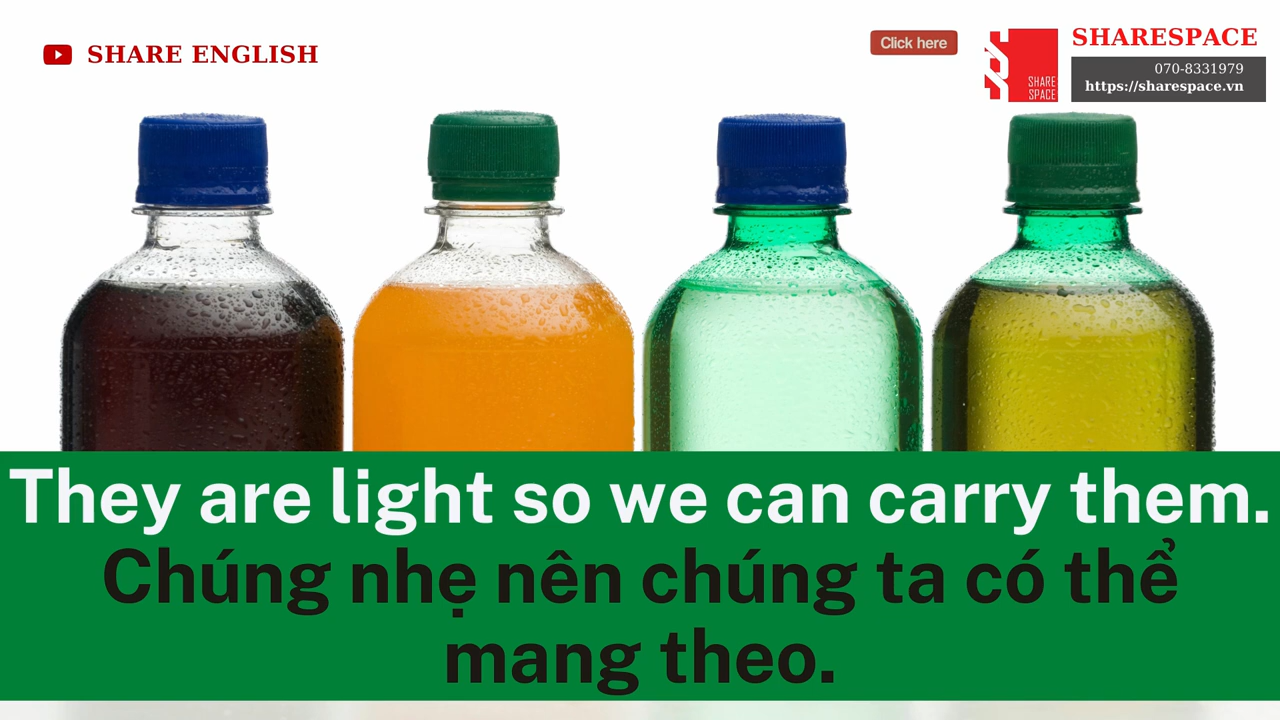 SHARE ENGLISH
Click here
SHARE
SPACE
SHARESPACE
070-8331979
https://sharespace.vn
They are light so we can carry them.
Chúng nhẹ nên chúng ta có thể
mang theo.